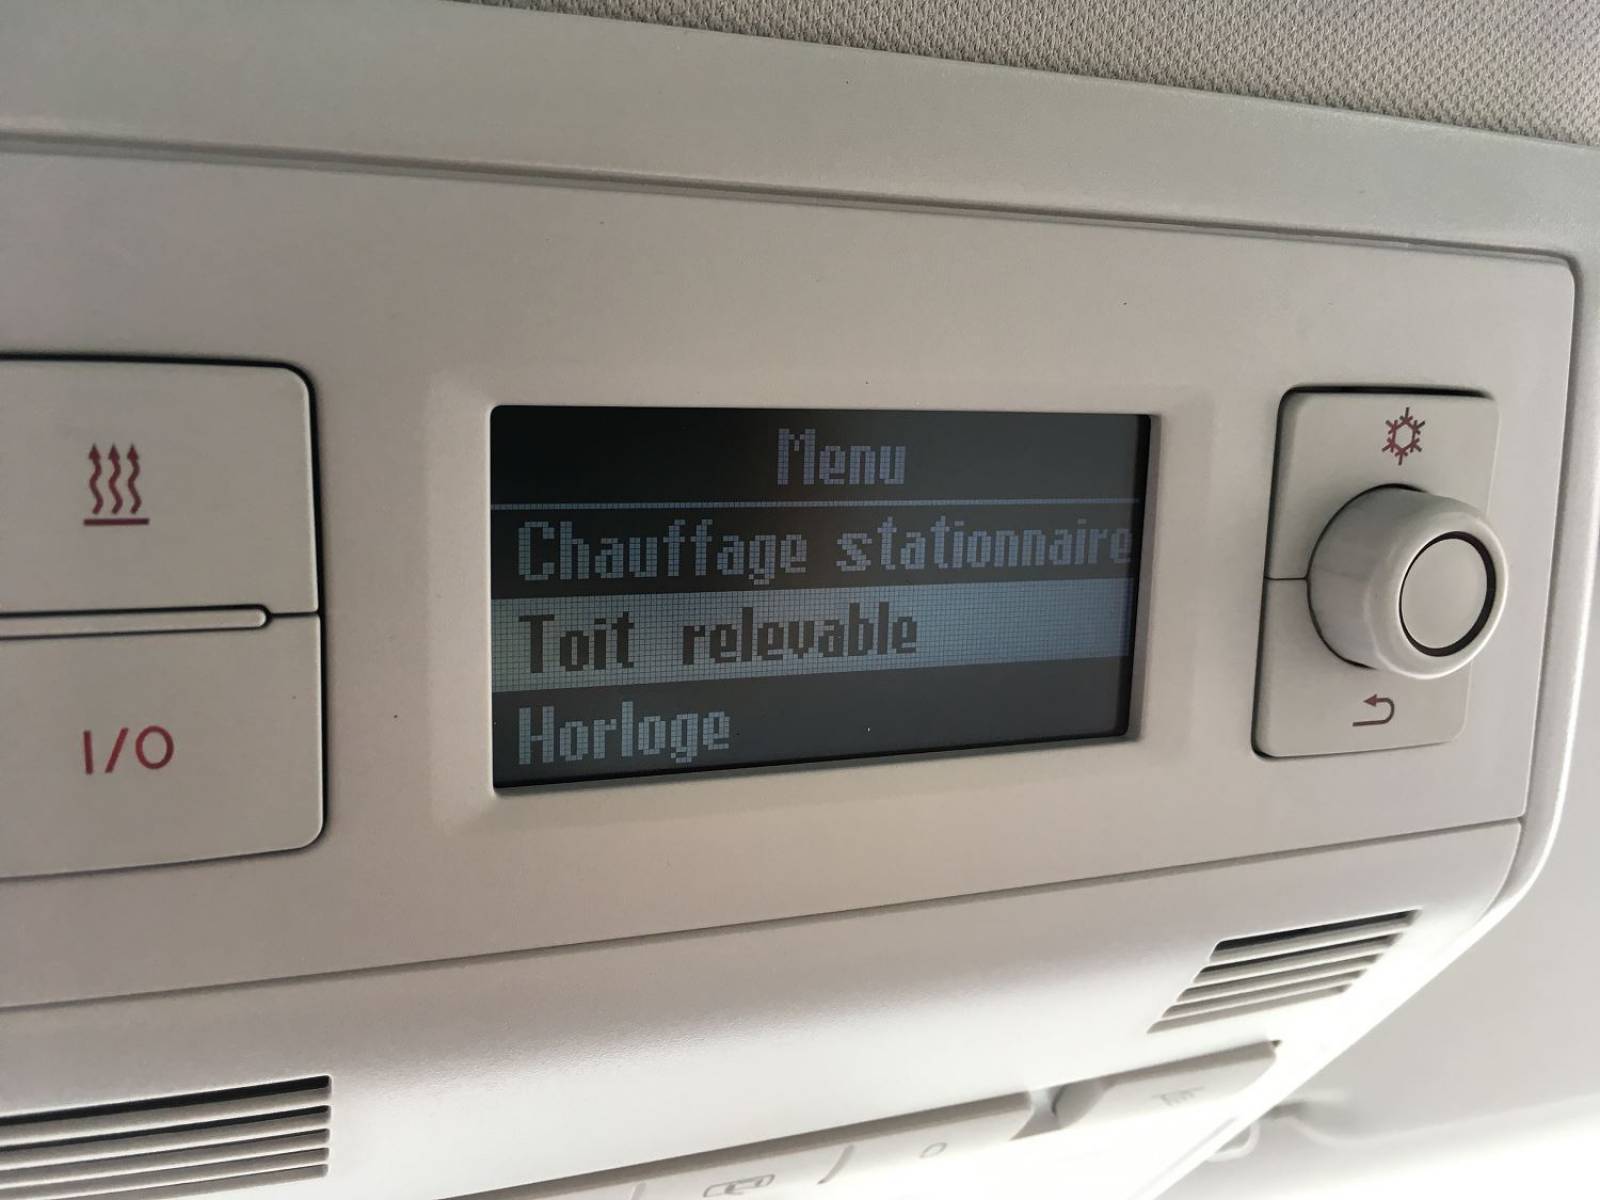 Menu
Chauffage stationnaire
Toit relevable
I/O
Horloge